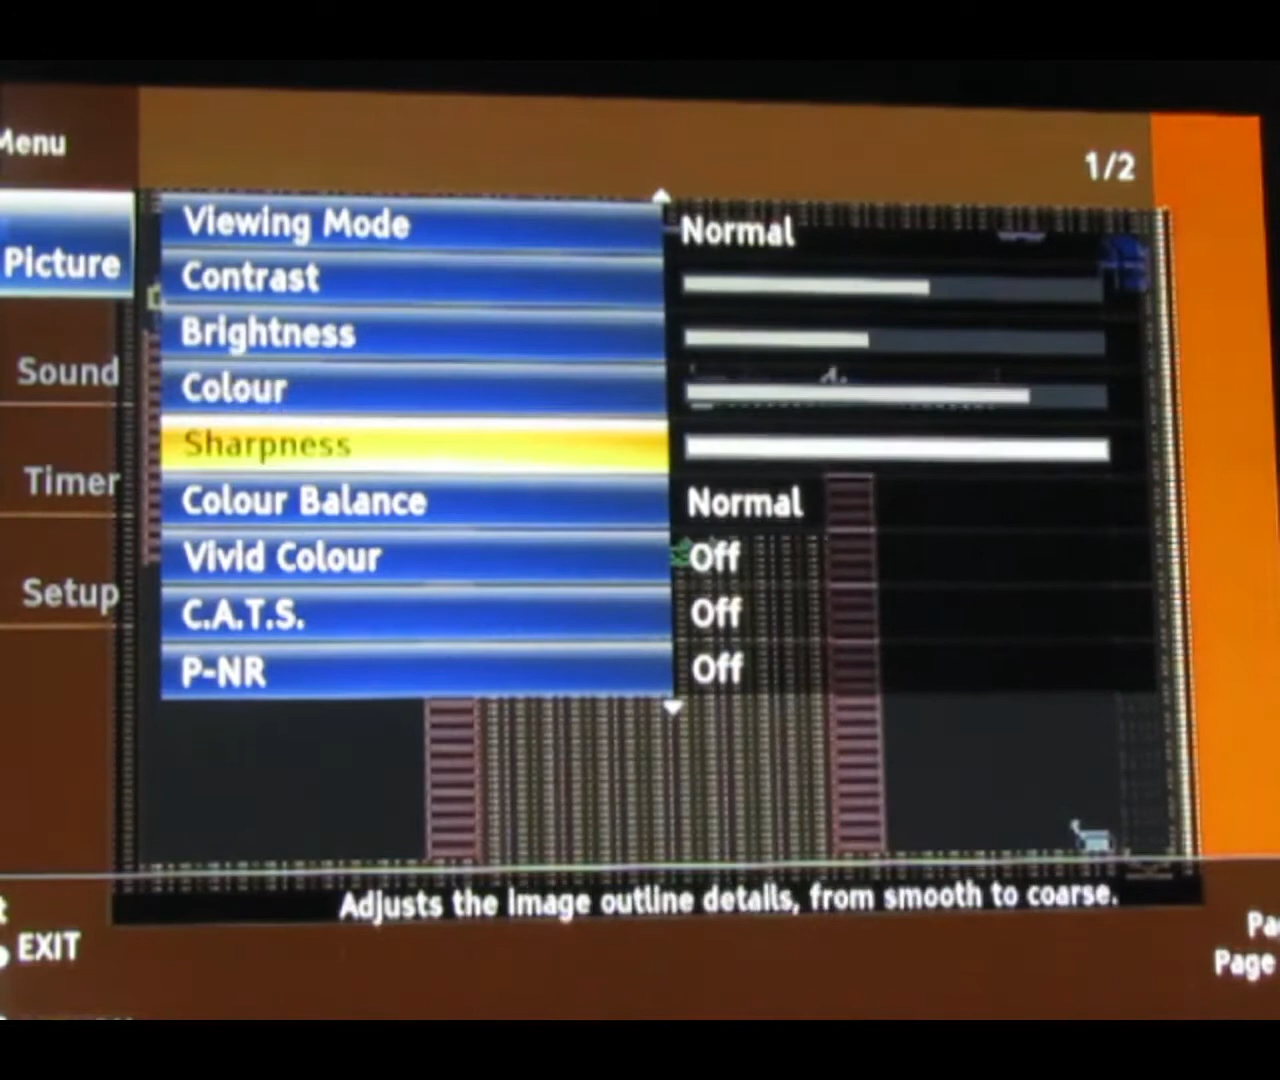 Menu
1/2
Picture
Sound
Timer
Setup
Viewing Mode Normal
Contrast
Brightness
Colour
Sharpness
Colour Balance Normal
Vivid Colour Off
C.A.T.S. Off
P-NR Off
Adjusts the image outline details, from smooth to coarse.
EXIT
Page